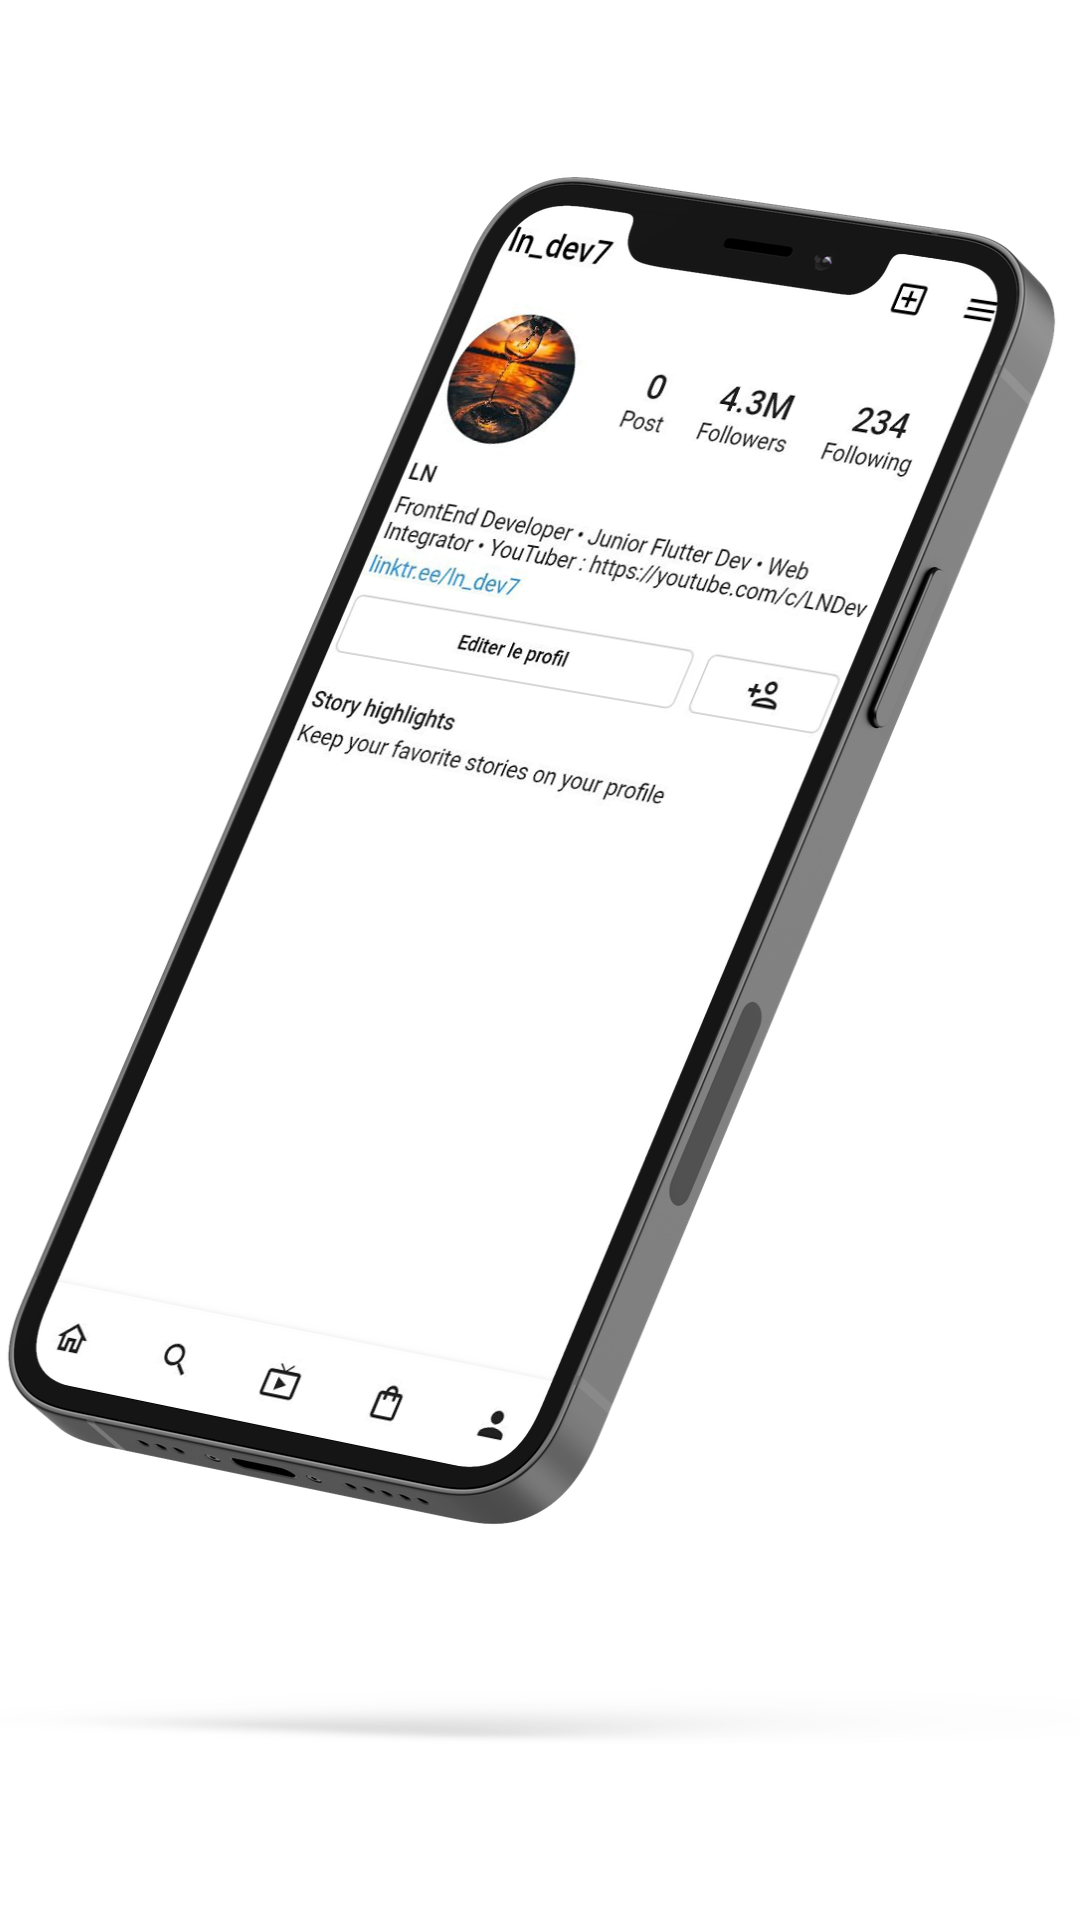 ln_dev7
0 4.3M 234
Post Followers Following
LN
FrontEnd Developer • Junior Flutter Dev • Web
Integrator • YouTuber : https://youtube.com/c/LNDev
linktr.ee/ln_dev7
Editer le profil
Story highlights
Keep your favorite stories on your profile